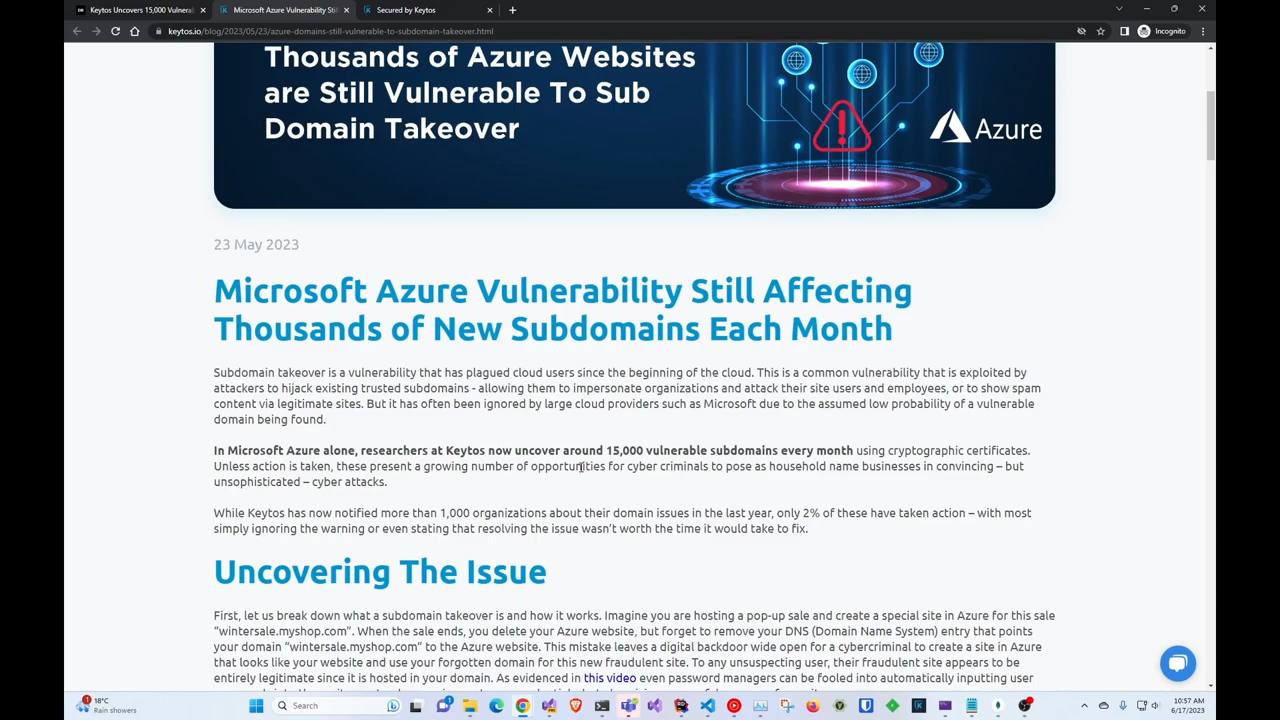 Keytos Uncovers 15,000 Vulnera
Microsoft Azure Vulnerability Stil
Secured by Keytos
keytos.io/blog/2023/05/23/azure-domains-still-vulnerable-to-subdomain-takeover.html
Incognito
Thousands of Azure Websites
are Still Vulnerable To Sub
Domain Takeover
Azure
23 May 2023
Microsoft Azure Vulnerability Still Affecting
Thousands of New Subdomains Each Month
Subdomain takeover is a vulnerability that has plagued cloud users since the beginning of the cloud. This is a common vulnerability that is exploited by
attackers to hijack existing trusted subdomains - allowing them to impersonate organizations and attack their site users and employees, or to show spam
content via legitimate sites. But it has often been ignored by large cloud providers such as Microsoft due to the assumed low probability of a vulnerable
domain being found.
In Microsoft Azure alone, researchers at Keytos now uncover around 15,000 vulnerable subdomains every month using cryptographic certificates.
Unless action is taken, these present a growing number of opportunities for cyber criminals to pose as household name businesses in convincing – but
unsophisticated – cyber attacks.
While Keytos has now notified more than 1,000 organizations about their domain issues in the last year, only 2% of these have taken action – with most
simply ignoring the warning or even stating that resolving the issue wasn’t worth the time it would take to fix.
Uncovering The Issue
First, let us break down what a subdomain takeover is and how it works. Imagine you are hosting a pop-up sale and create a special site in Azure for this sale
“wintersale.myshop.com”. When the sale ends, you delete your Azure website, but forget to remove your DNS (Domain Name System) entry that points
your domain “wintersale.myshop.com” to the Azure website. This mistake leaves a digital backdoor wide open for a cybercriminal to create a site in Azure
that looks like your website and use your forgotten domain for this new fraudulent site. To any unsuspecting user, their fraudulent site appears to be
entirely legitimate since it is hosted in your domain. As evidenced in this video even password managers can be fooled into automatically inputting user
1
18°C
Rain showers
Search
1
10:57 AM
6/17/2023